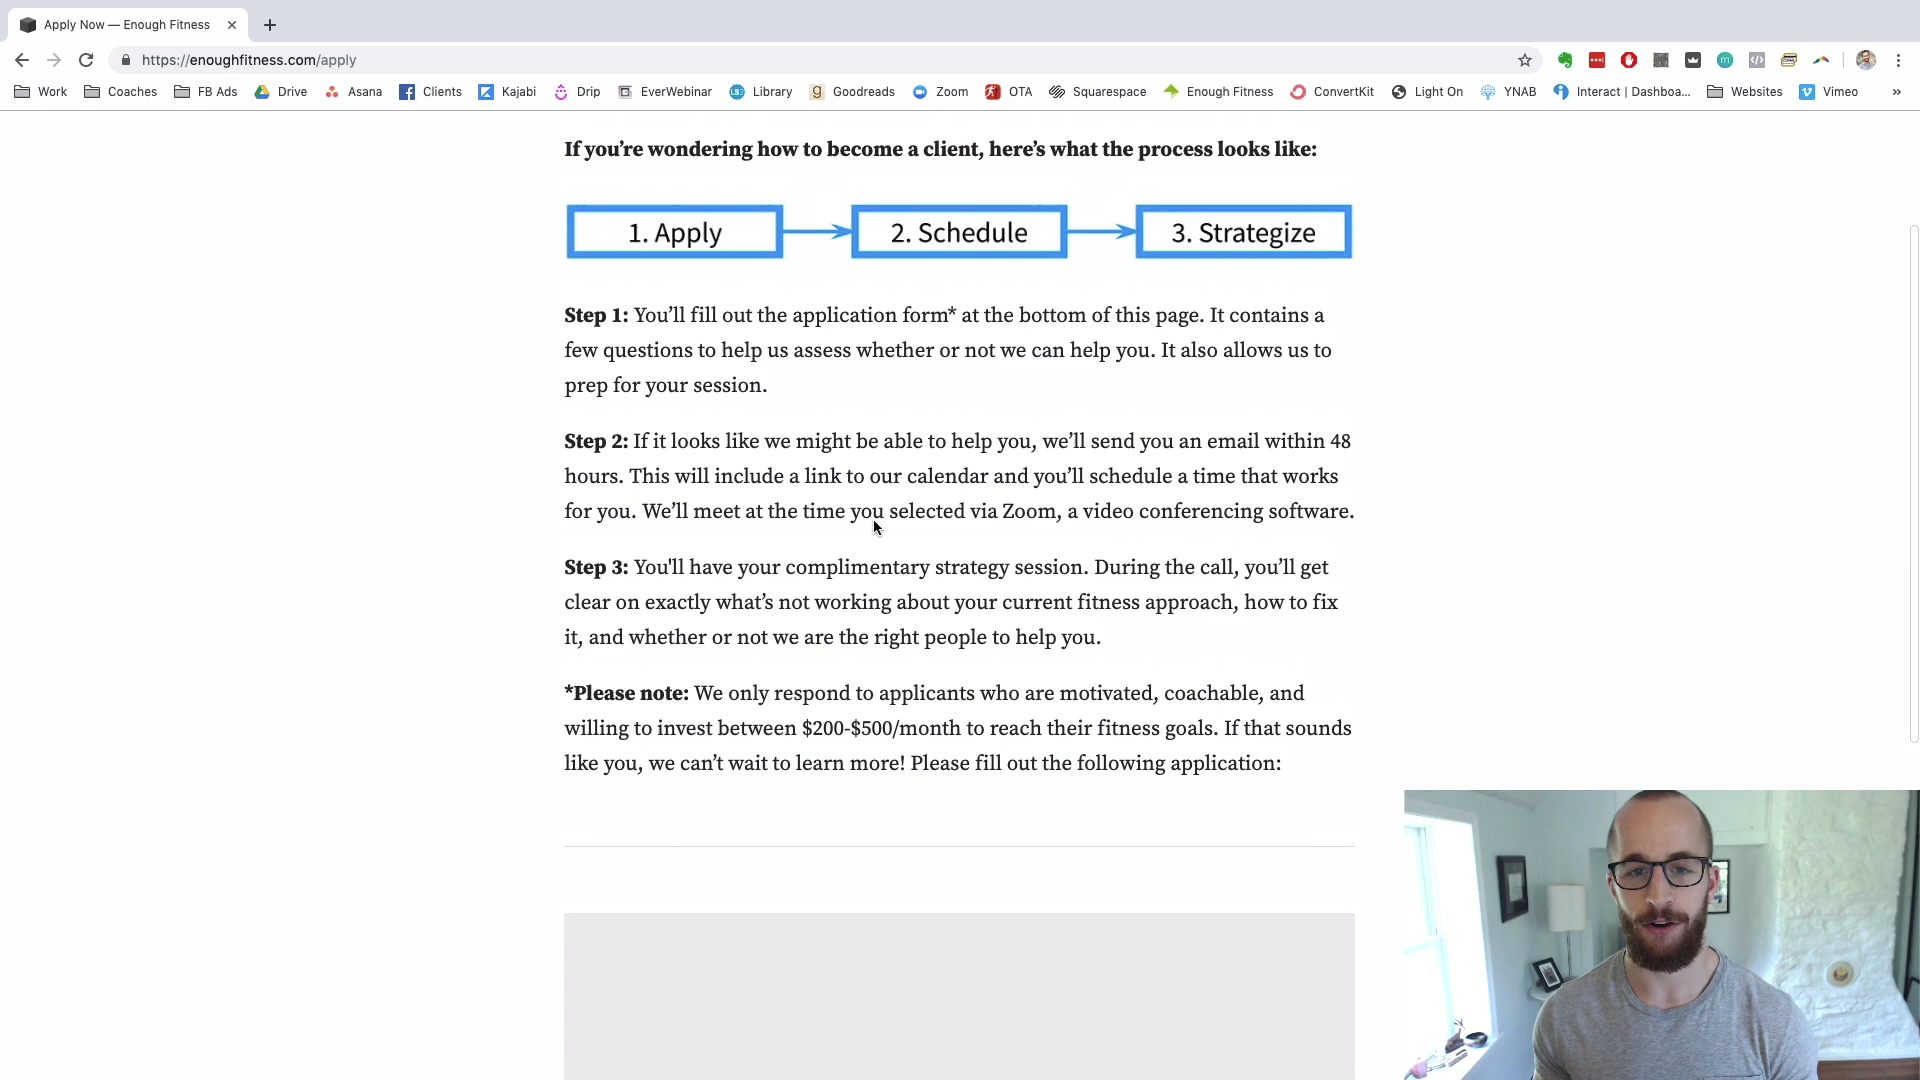 Apply Now — Enough Fitness
https://enoughfitness.com/apply
Work Coaches FB Ads Drive Asana Clients Kajabi Drip EverWebinar Library Goodreads Zoom OTA Squarespace Enough Fitness ConvertKit Light On YNAB Interact | Dashboa... Websites Vimeo »
If you’re wondering how to become a client, here’s what the process looks like:
1. Apply 2. Schedule 3. Strategize
Step 1: You’ll fill out the application form* at the bottom of this page. It contains a
few questions to help us assess whether or not we can help you. It also allows us to
prep for your session.
Step 2: If it looks like we might be able to help you, we’ll send you an email within 48
hours. This will include a link to our calendar and you’ll schedule a time that works
for you. We’ll meet at the time you selected via Zoom, a video conferencing software.
Step 3: You'll have your complimentary strategy session. During the call, you’ll get
clear on exactly what’s not working about your current fitness approach, how to fix
it, and whether or not we are the right people to help you.
*Please note: We only respond to applicants who are motivated, coachable, and
willing to invest between $200-$500/month to reach their fitness goals. If that sounds
like you, we can’t wait to learn more! Please fill out the following application: